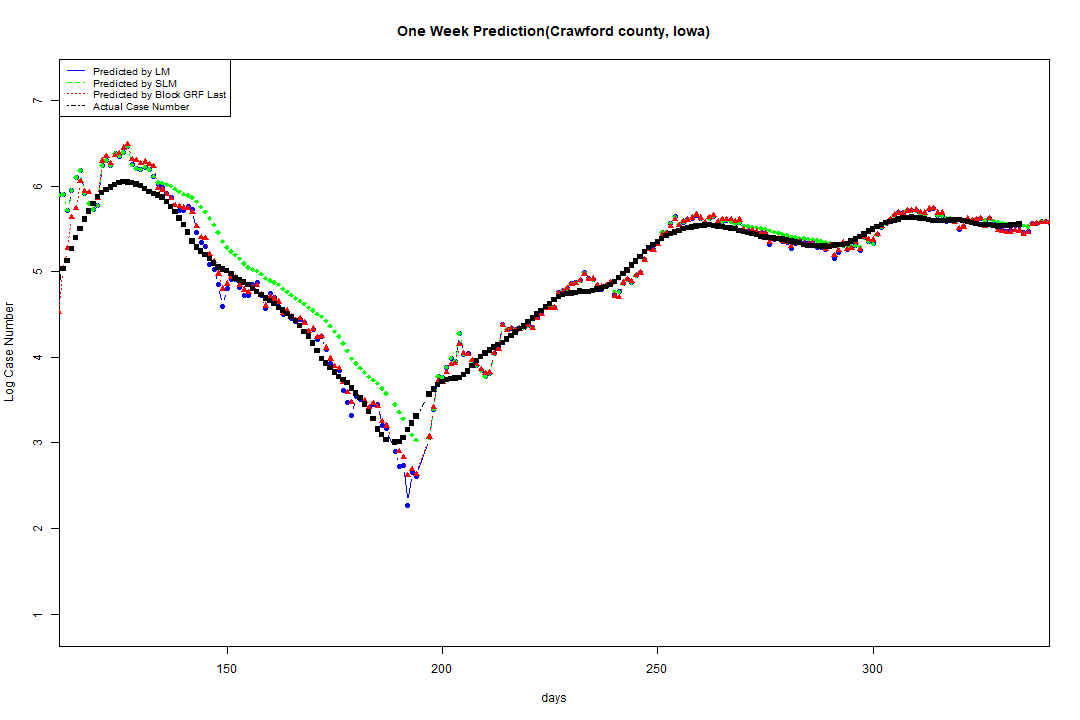 One Week Prediction(Crawford county, Iowa)
Predicted by LM
Predicted by SLM
Predicted by Block GRF Last
Actual Case Number
7
6
5
4
3
2
1
Log Case Number
150 200 250 300
days